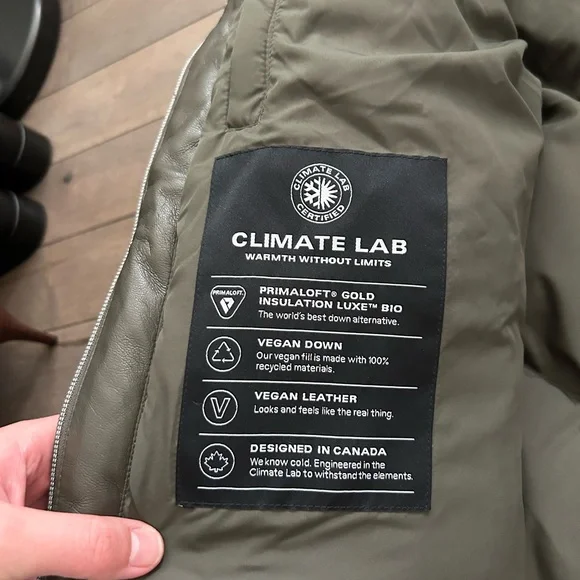 CLIMATE LAB
CERTIFIED
CLIMATE LAB
WARMTH WITHOUT LIMITS
PRIMALOFT®
PRIMALOFT® GOLD
INSULATION LUXE™ BIO
The world's best down alternative.
VEGAN DOWN
Our vegan fill is made with 100%
recycled materials.
V
VEGAN LEATHER
Looks and feels like the real thing.
DESIGNED IN CANADA
We know cold. Engineered in the
Climate Lab to withstand the elements.